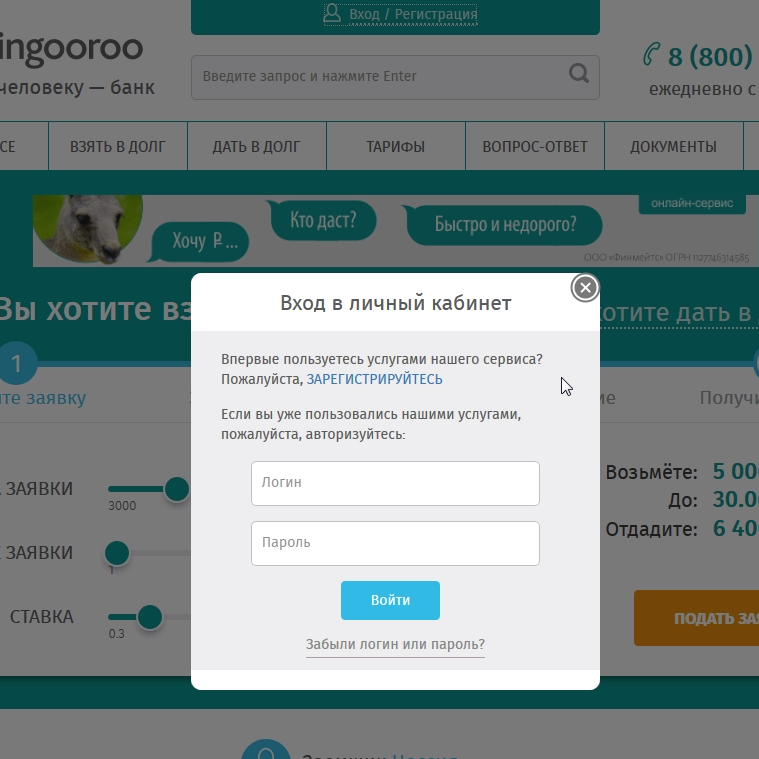 Вход / Регистрация
ingooroo
человеку — банк
Введите запрос и нажмите Enter
8 (800)
ежедневно с
СЕ
ВЗЯТЬ В ДОЛГ
ДАТЬ В ДОЛГ
ТАРИФЫ
ВОПРОС-ОТВЕТ
ДОКУМЕНТЫ
Хочу ₽ ...
Кто даст?
Быстро и недорого?
онлайн-сервис
ООО «Финмейтс» ОГРН 1127746314585
Вы хотите вз
хотите дать в
Вход в личный кабинет
1
те заявку
ие
Получи
Впервые пользуетесь услугами нашего сервиса?
Пожалуйста, ЗАРЕГИСТРИРУЙТЕСЬ
Если вы уже пользовались нашими услугами,
пожалуйста, авторизуйтесь:
Логин
Пароль
Войти
Забыли логин или пароль?
ЗАЯВКИ
3000
ЗАЯВКИ
1
СТАВКА
0.3
Возьмёте: 5 00
До: 30.0
Отдадите: 6 40
ПОДАТЬ ЗАЯ